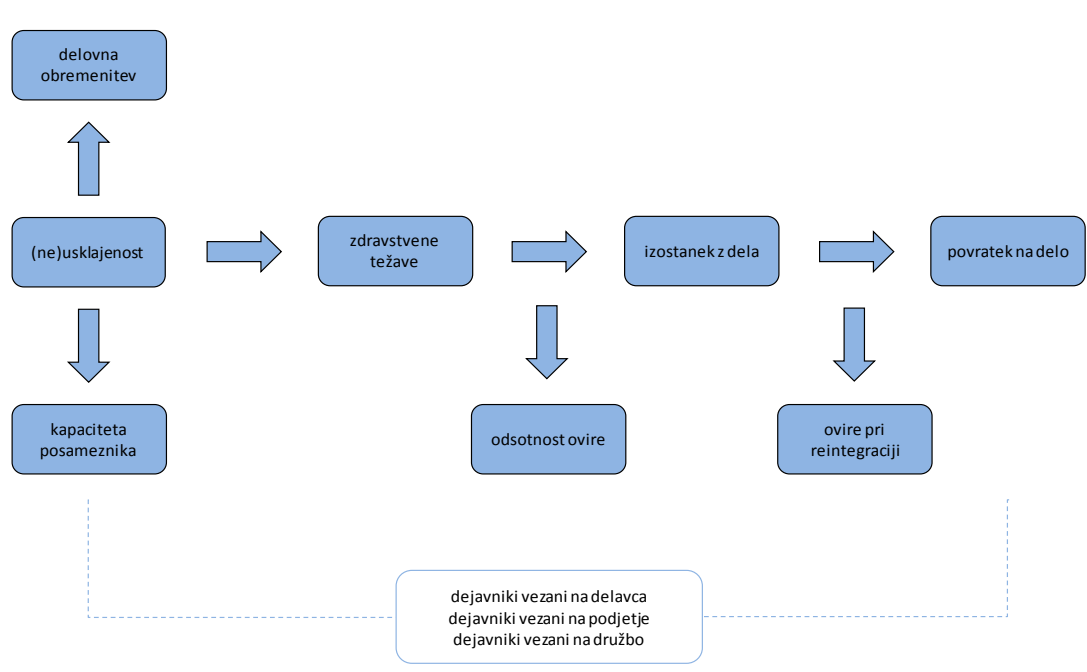 delovna
obremenitev
(ne)usklajenost
zdravstvene
težave
izostanek z dela
povratek na delo
kapaciteta
posameznika
odsotnost ovire
ovire pri
reintegraciji
dejavniki vezani na delavca
dejavniki vezani na podjetje
dejavniki vezani na družbo